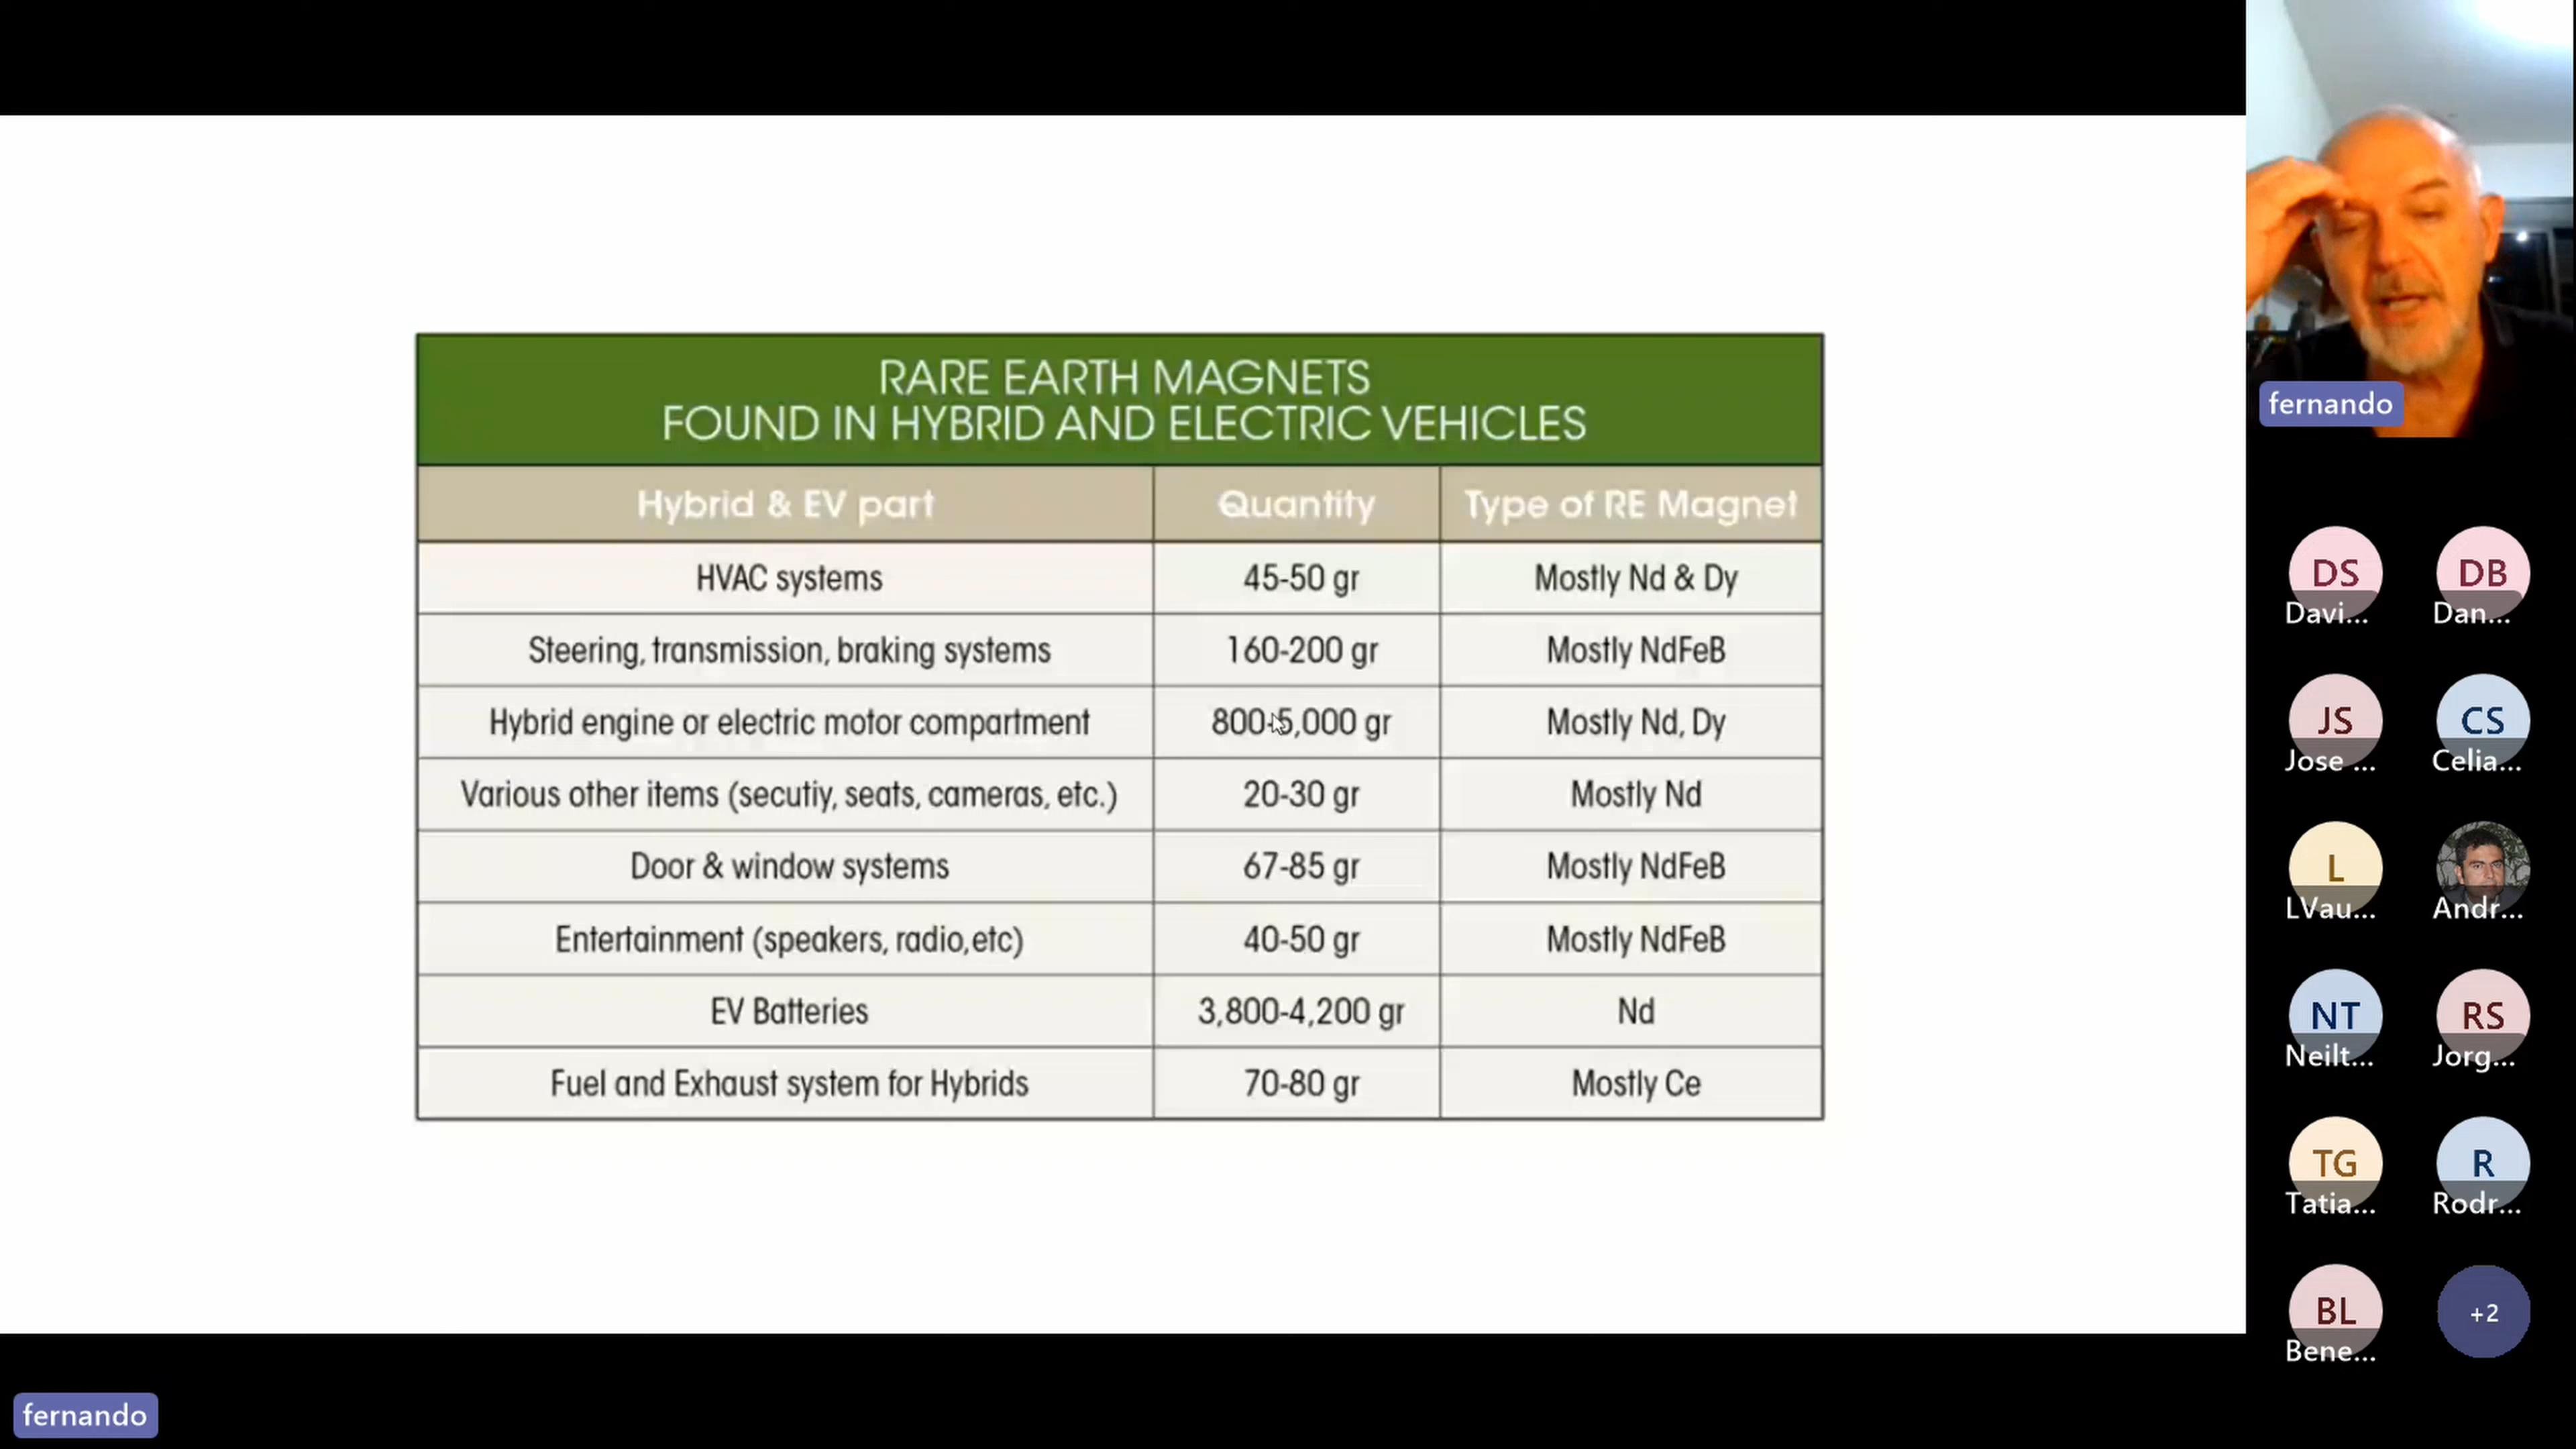 RARE EARTH MAGNETS
FOUND IN HYBRID AND ELECTRIC VEHICLES
Hybrid & EV part Quantity Type of RE Magnet
HVAC systems 45-50 gr Mostly Nd & Dy
Steering, transmission, braking systems 160-200 gr Mostly NdFeB
Hybrid engine or electric motor compartment 800-5,000 gr Mostly Nd, Dy
Various other items (secutiy, seats, cameras, etc.) 20-30 gr Mostly Nd
Door & window systems 67-85 gr Mostly NdFeB
Entertainment (speakers, radio,etc) 40-50 gr Mostly NdFeB
EV Batteries 3,800-4,200 gr Nd
Fuel and Exhaust system for Hybrids 70-80 gr Mostly Ce
fernando
fernando
DS DB
Davi... Dan...
JS CS
Jose ... Celia...
L
LVau... Andr...
NT RS
Neilt... Jorg...
TG R
Tatia... Rodr...
BL +2
Bene...